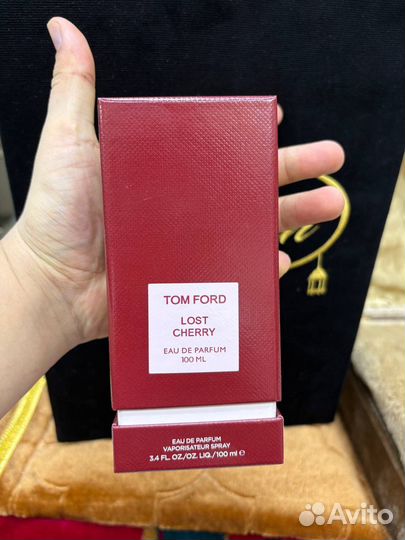 TOM FORD
LOST
CHERRY
EAU DE PARFUM
100 ML
EAU DE PARFUM
VAPORISATEUR SPRAY
3.4 FL. OZ./OZ. LIQ./100 ml ℮
Avito